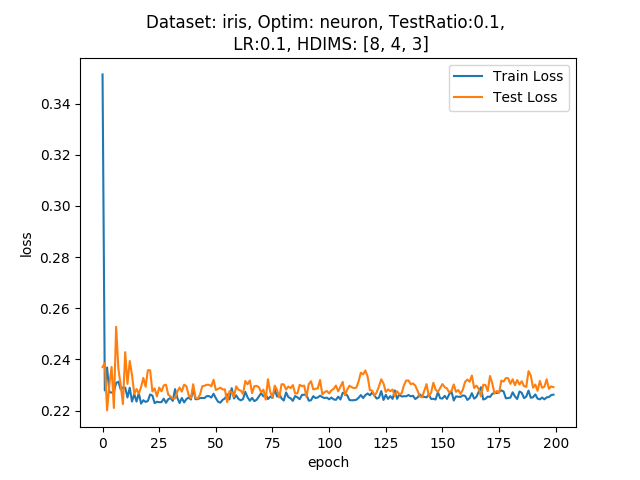 Dataset: iris, Optim: neuron, TestRatio:0.1,
LR:0.1, HDIMS: [8, 4, 3]
Train Loss
Test Loss
loss
0.34
0.32
0.30
0.28
0.26
0.24
0.22
0 25 50 75 100 125 150 175 200
epoch